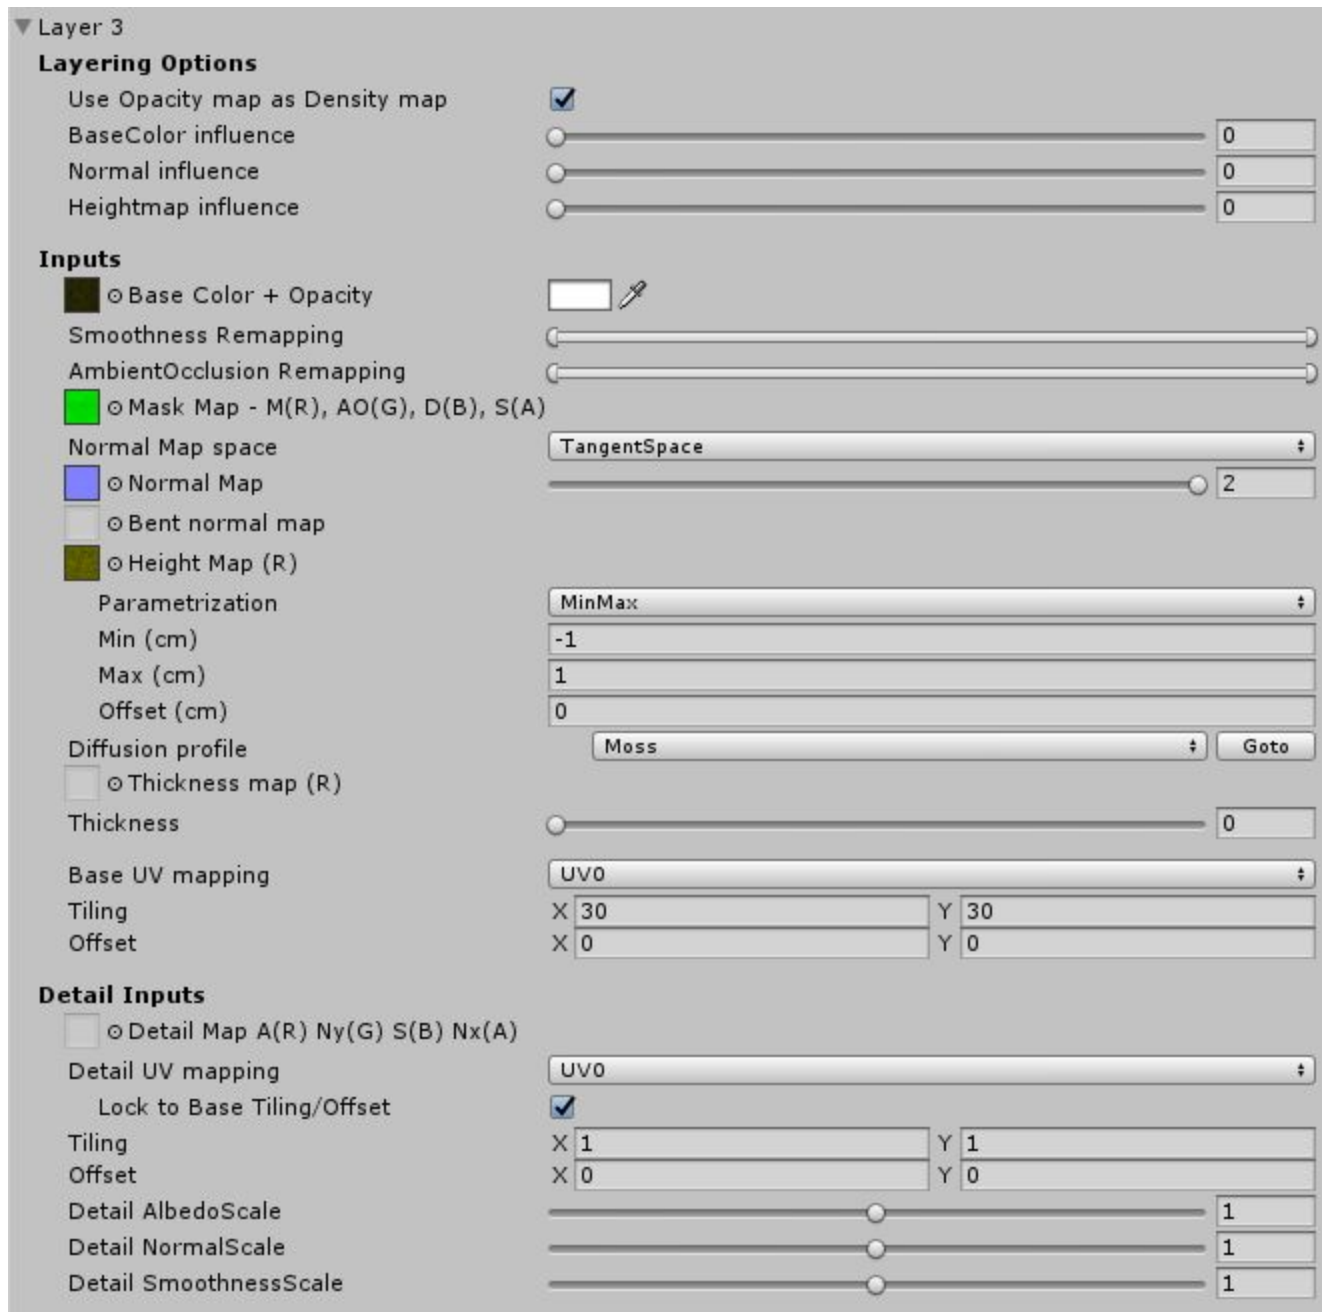 Layer 3
Layering Options
Use Opacity map as Density map
BaseColor influence 0
Normal influence 0
Heightmap influence 0
Inputs
Base Color + Opacity
Smoothness Remapping
AmbientOcclusion Remapping
Mask Map - M(R), AO(G), D(B), S(A)
Normal Map space TangentSpace
Normal Map 2
Bent normal map
Height Map (R)
Parametrization MinMax
Min (cm) -1
Max (cm) 1
Offset (cm) 0
Diffusion profile Moss Goto
Thickness map (R)
Thickness 0
Base UV mapping UV0
Tiling X 30 Y 30
Offset X 0 Y 0
Detail Inputs
Detail Map A(R) Ny(G) S(B) Nx(A)
Detail UV mapping UV0
Lock to Base Tiling/Offset
Tiling X 1 Y 1
Offset X 0 Y 0
Detail AlbedoScale 1
Detail NormalScale 1
Detail SmoothnessScale 1